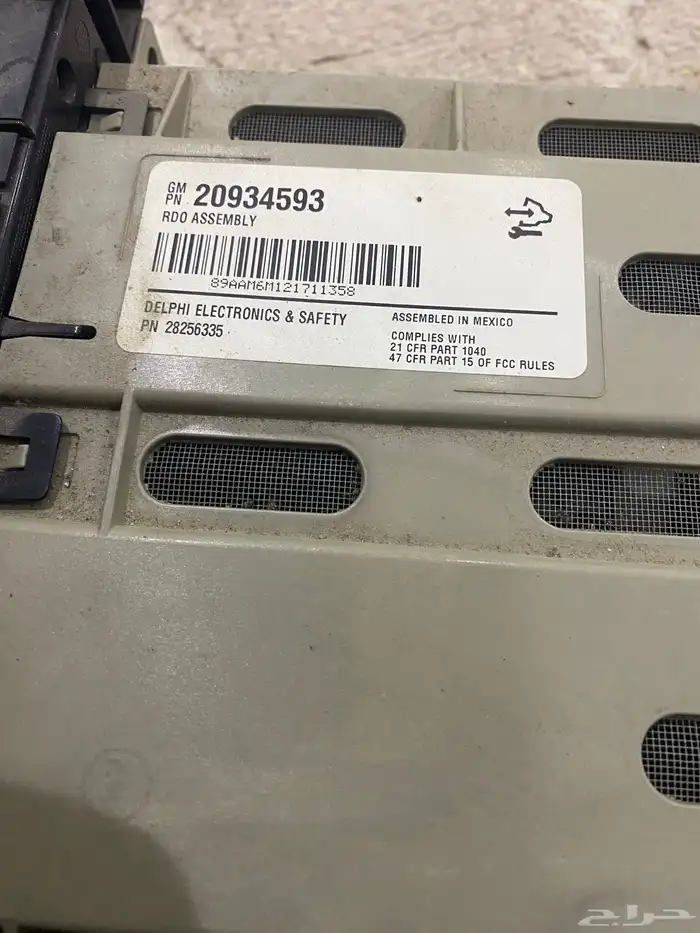 GM
PN 20934593
RDO ASSEMBLY
89AAM6M121711358
DELPHI ELECTRONICS & SAFETY
PN 28256335
ASSEMBLED IN MEXICO
COMPLIES WITH
21 CFR PART 1040
47 CFR PART 15 OF FCC RULES
حراج